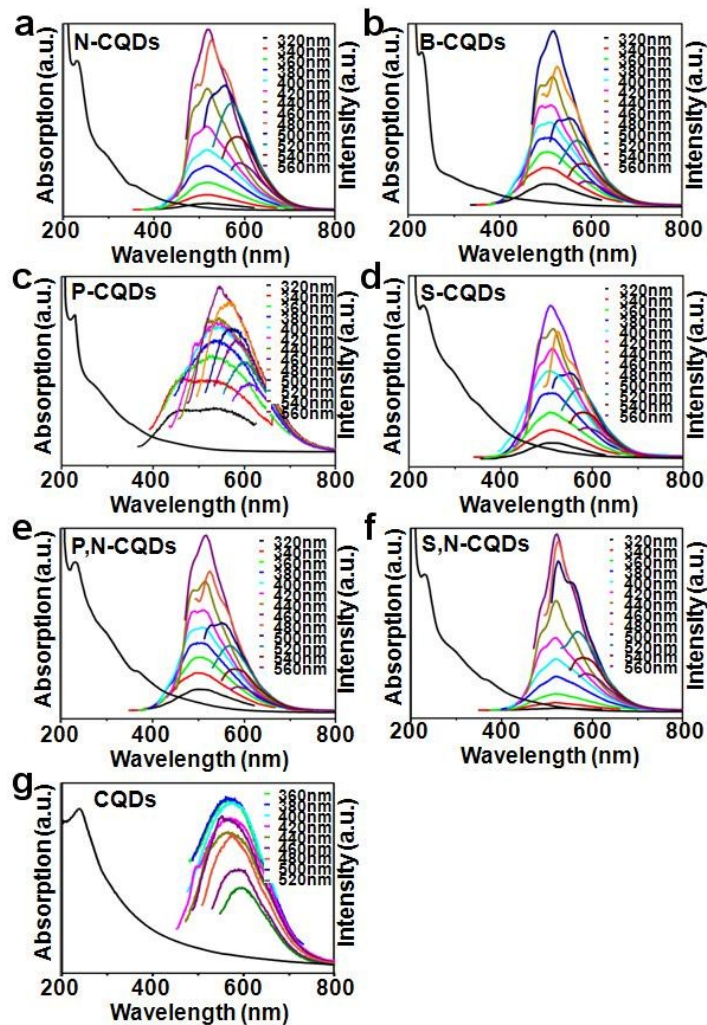 a
N-CQDs
320nm
340nm
360nm
380nm
400nm
420nm
440nm
460nm
480nm
500nm
520nm
540nm
560nm
Absorption (a.u.)
Intensity (a.u.)
200 400 600 800
Wavelength (nm)
b
B-CQDs
320nm
340nm
360nm
380nm
400nm
420nm
440nm
460nm
480nm
500nm
520nm
540nm
560nm
Absorption (a.u.)
Intensity (a.u.)
200 400 600 800
Wavelength (nm)
c
P-CQDs
320nm
340nm
360nm
380nm
400nm
420nm
440nm
460nm
480nm
500nm
520nm
540nm
560nm
Absorption (a.u.)
Intensity (a.u.)
200 400 600 800
Wavelength (nm)
d
S-CQDs
320nm
340nm
360nm
380nm
400nm
420nm
440nm
460nm
480nm
500nm
520nm
540nm
560nm
Absorption (a.u.)
Intensity (a.u.)
200 400 600 800
Wavelength (nm)
e
P,N-CQDs
320nm
340nm
360nm
380nm
400nm
420nm
440nm
460nm
480nm
500nm
520nm
540nm
560nm
Absorption (a.u.)
Intensity (a.u.)
200 400 600 800
Wavelength (nm)
f
S,N-CQDs
320nm
340nm
360nm
380nm
400nm
420nm
440nm
460nm
480nm
500nm
520nm
540nm
560nm
Absorption (a.u.)
Intensity (a.u.)
200 400 600 800
Wavelength (nm)
g
CQDs
360nm
380nm
400nm
420nm
440nm
460nm
480nm
500nm
520nm
Absorption (a.u.)
Intensity (a.u.)
200 400 600 800
Wavelength (nm)